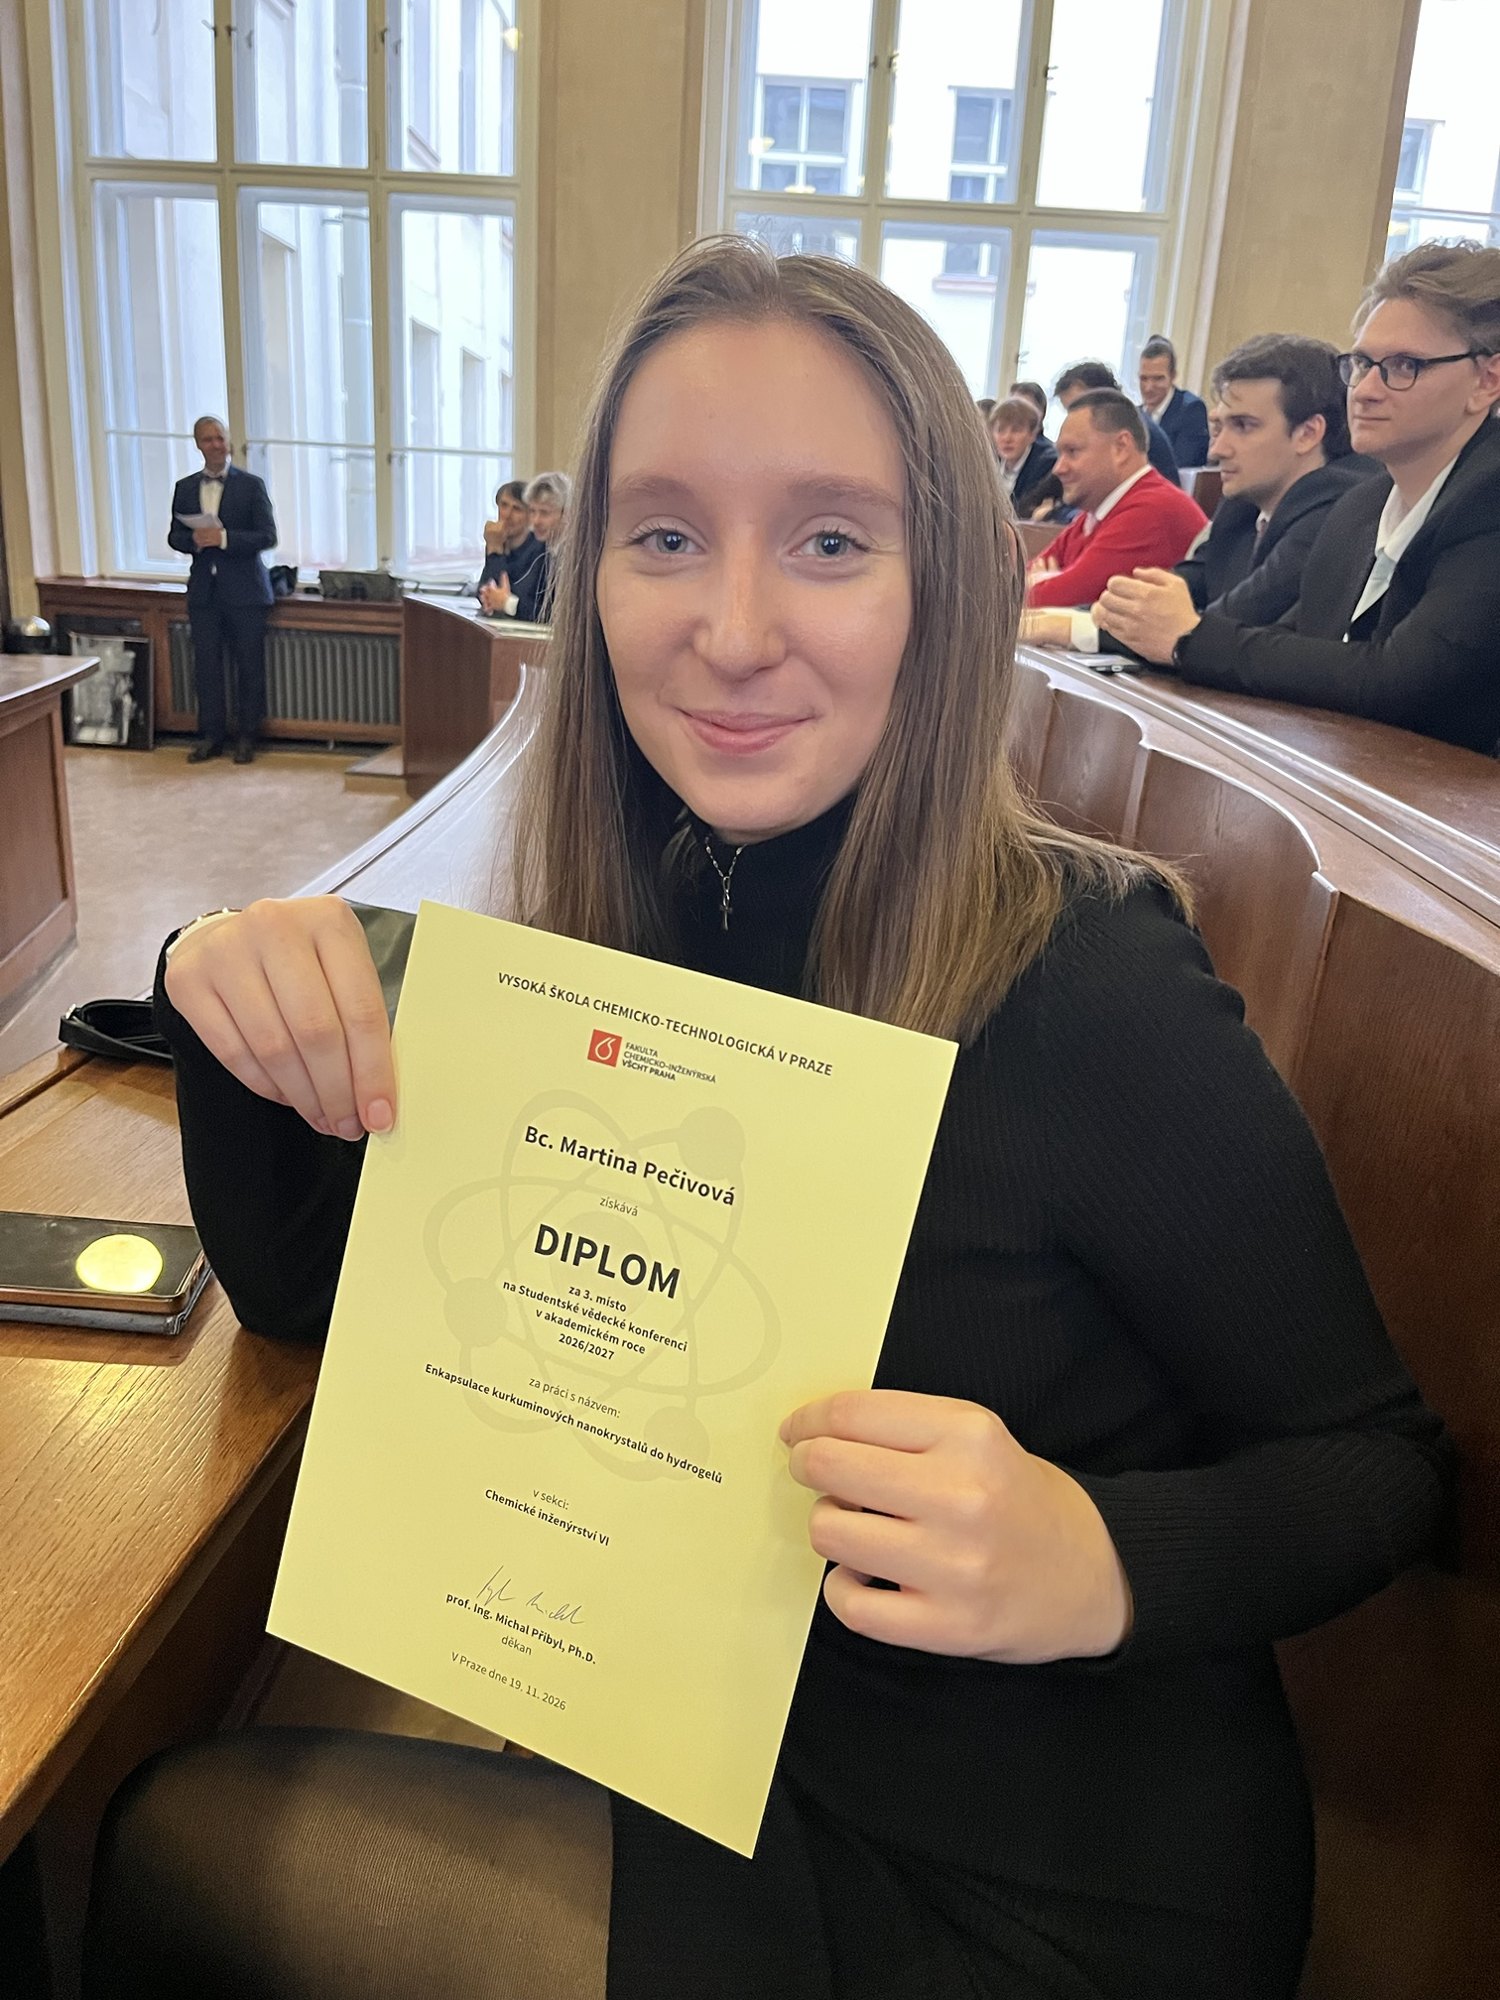 VYSOKÁ ŠKOLA CHEMICKO-TECHNOLOGICKÁ V PRAZE
FAKULTA
CHEMICKO-INŽENÝRSKÁ
VŠCHT PRAHA
Bc. Martina Pečivová
získává
DIPLOM
za 3. místo
na Studentské vědecké konferenci
v akademickém roce
2026/2027
za práci s názvem:
Enkapsulace kurkuminových nanokrystalů do hydrogelů
v sekci:
Chemické inženýrství VI
prof. Ing. Michal Přibyl, Ph.D.
děkan
V Praze dne 19. 11. 2026